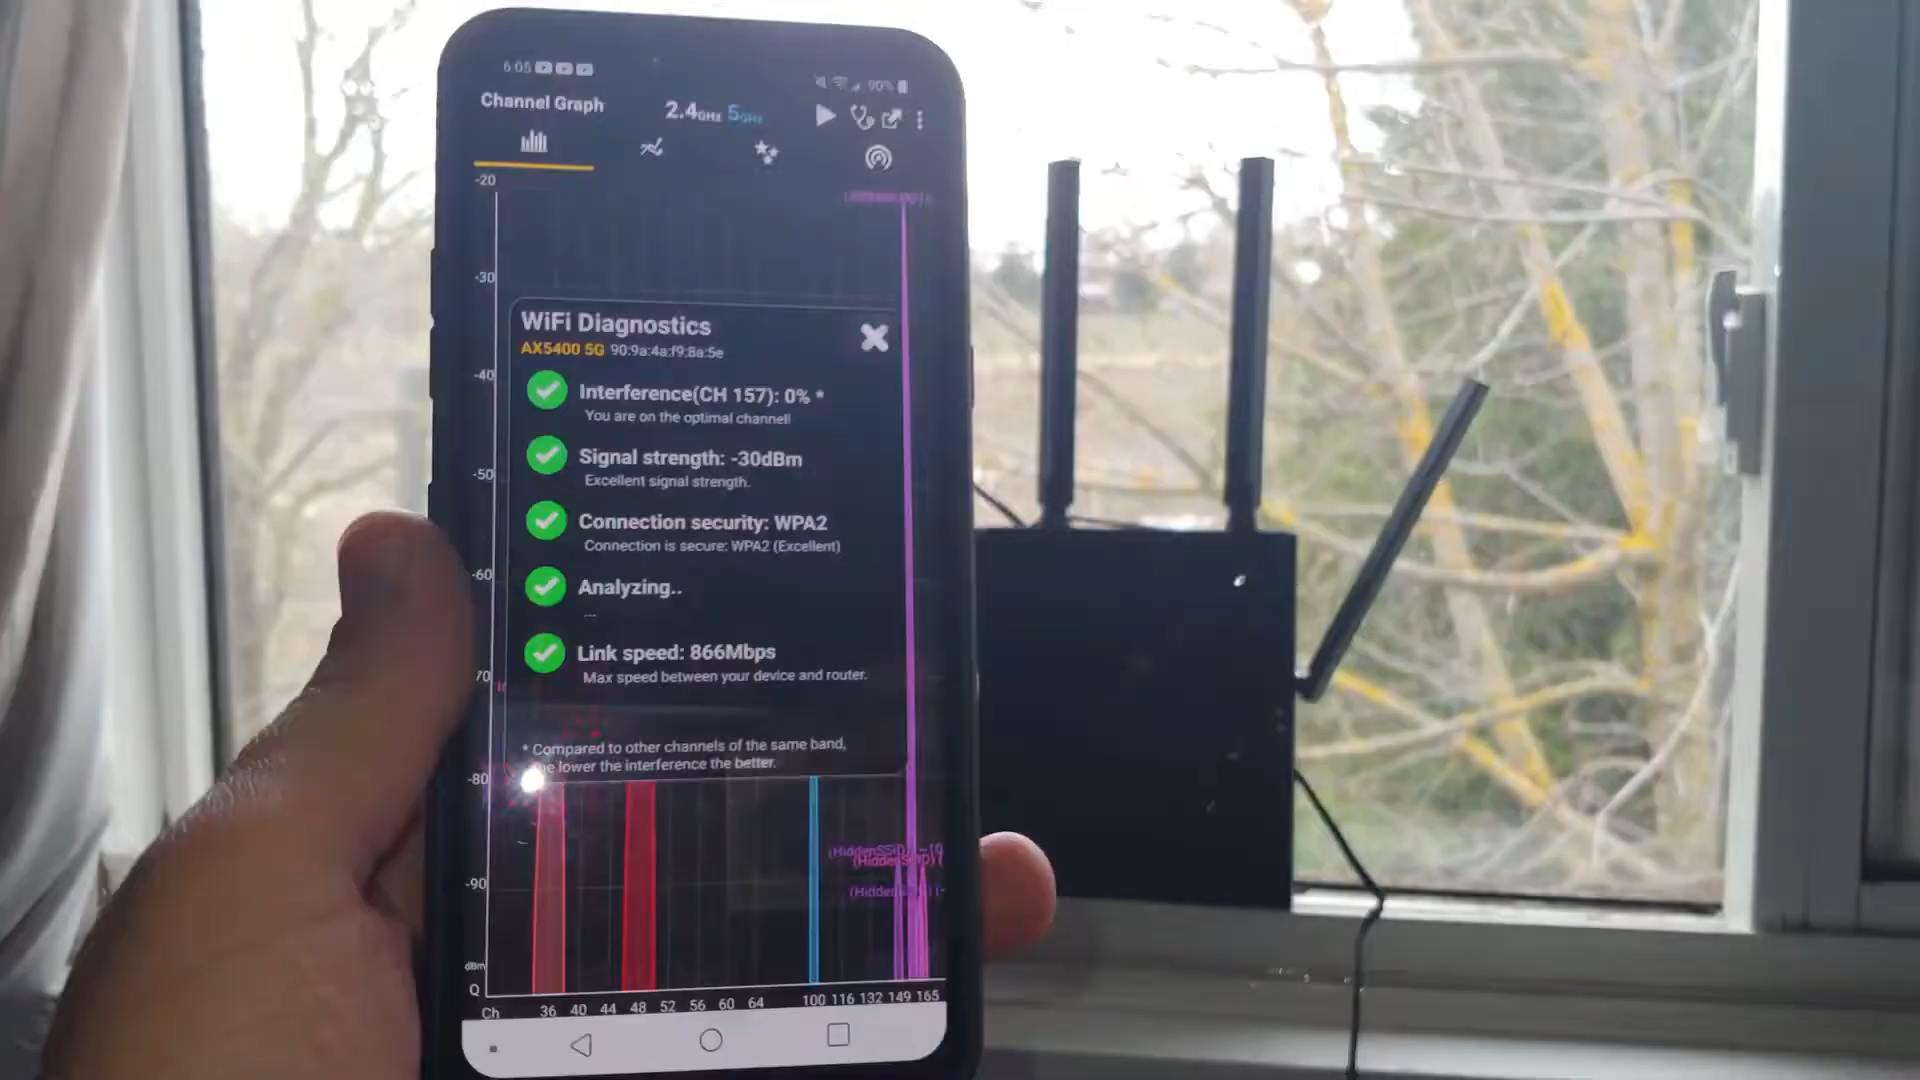 6:05
90%
Channel Graph
2.4GHz 5GHz
-20
-30
-40
-50
-60
70
-80
-90
dBm
Q
WiFi Diagnostics
AX5400 5G 90:9a:4a:f9:8a:5e
Interference(CH 157): 0% *
You are on the optimal channel!
Signal strength: -30dBm
Excellent signal strength.
Connection security: WPA2
Connection is secure: WPA2 (Excellent)
Analyzing..
...
Link speed: 866Mbps
Max speed between your device and router.
* Compared to other channels of the same band,
lower the interference the better.
(HiddenSSID)
(Hidden
(Hidden
Ch 36 40 44 48 52 56 60 64 100 116 132 149 165